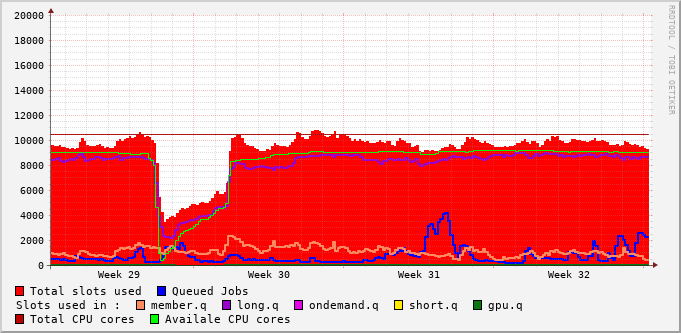 20000
18000
16000
14000
12000
10000
8000
6000
4000
2000
0
Week 29 Week 30 Week 31 Week 32
Total slots used Queued Jobs
Slots used in : member.q long.q ondemand.q short.q gpu.q
Total CPU cores Availale CPU cores
RRDTOOL / TOBI OETIKER